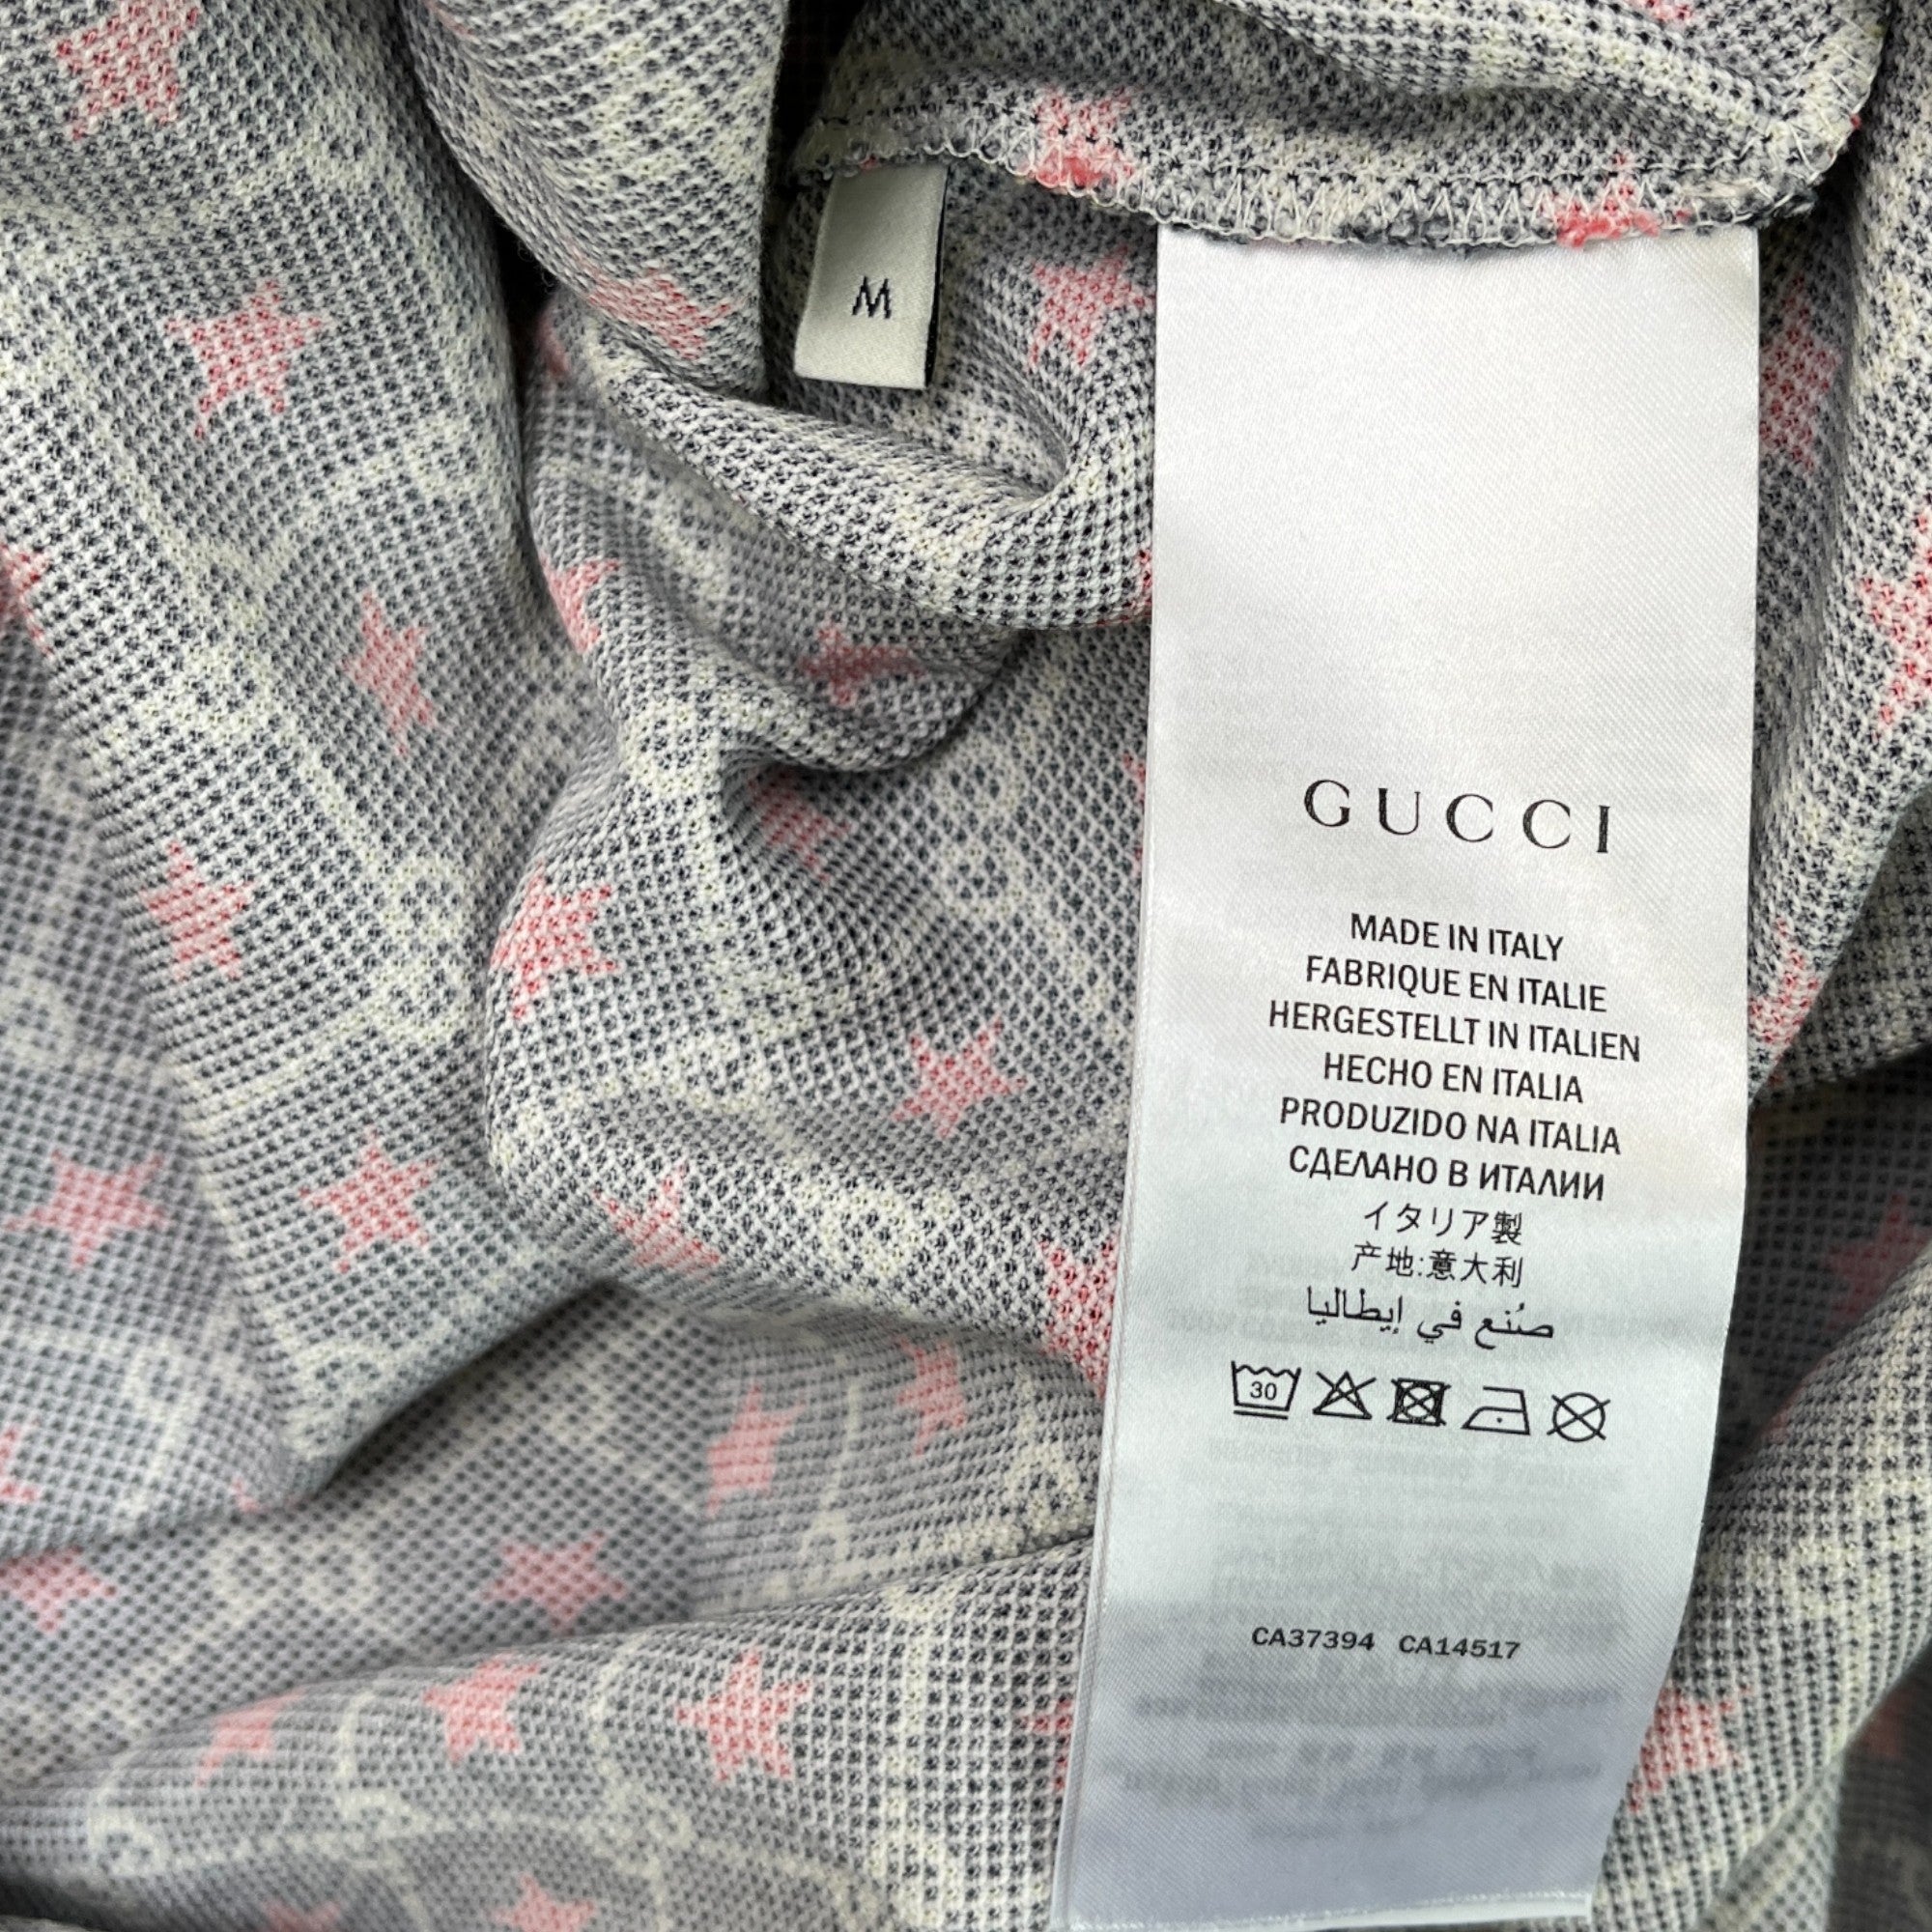 M
GUCCI
MADE IN ITALY
FABRIQUE EN ITALIE
HERGESTELLT IN ITALIEN
HECHO EN ITALIA
PRODUZIDO NA ITALIA
СДЕЛАНО В ИТАЛИИ
イタリア製
产地:意大利
صُنع في إيطاليا
30
CA37394 CA14517